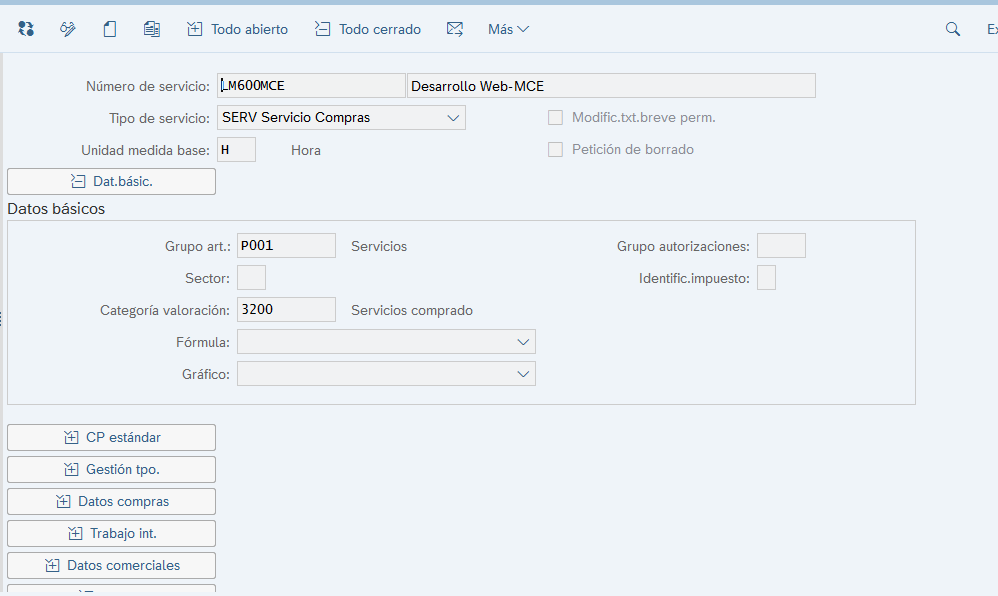 Todo abierto Todo cerrado Más
Número de servicio: LM600MCE Desarrollo Web-MCE
Tipo de servicio: SERV Servicio Compras Modific.txt.breve perm.
Unidad medida base: H Hora Petición de borrado
Dat.básic.
Datos básicos
Grupo art.: P001 Servicios Grupo autorizaciones:
Sector: Identific.impuesto:
Categoría valoración: 3200 Servicios comprado
Fórmula:
Gráfico:
CP estándar
Gestión tpo.
Datos compras
Trabajo int.
Datos comerciales